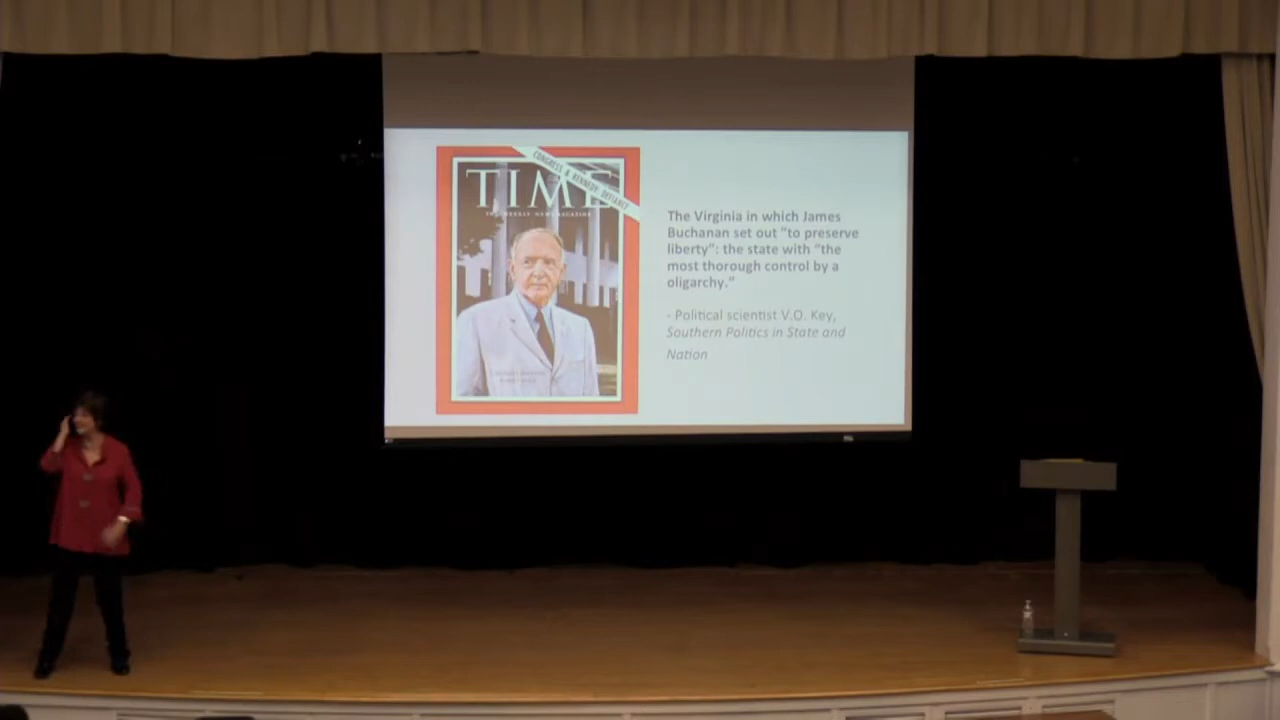 CONGRESS & KENNEDY: DEFIANCE
TIME
THE WEEKLY NEWSMAGAZINE
The Virginia in which James
Buchanan set out “to preserve
liberty”: the state with “the
most thorough control by a
oligarchy.”
- Political scientist V.O. Key,
Southern Politics in State and
Nation